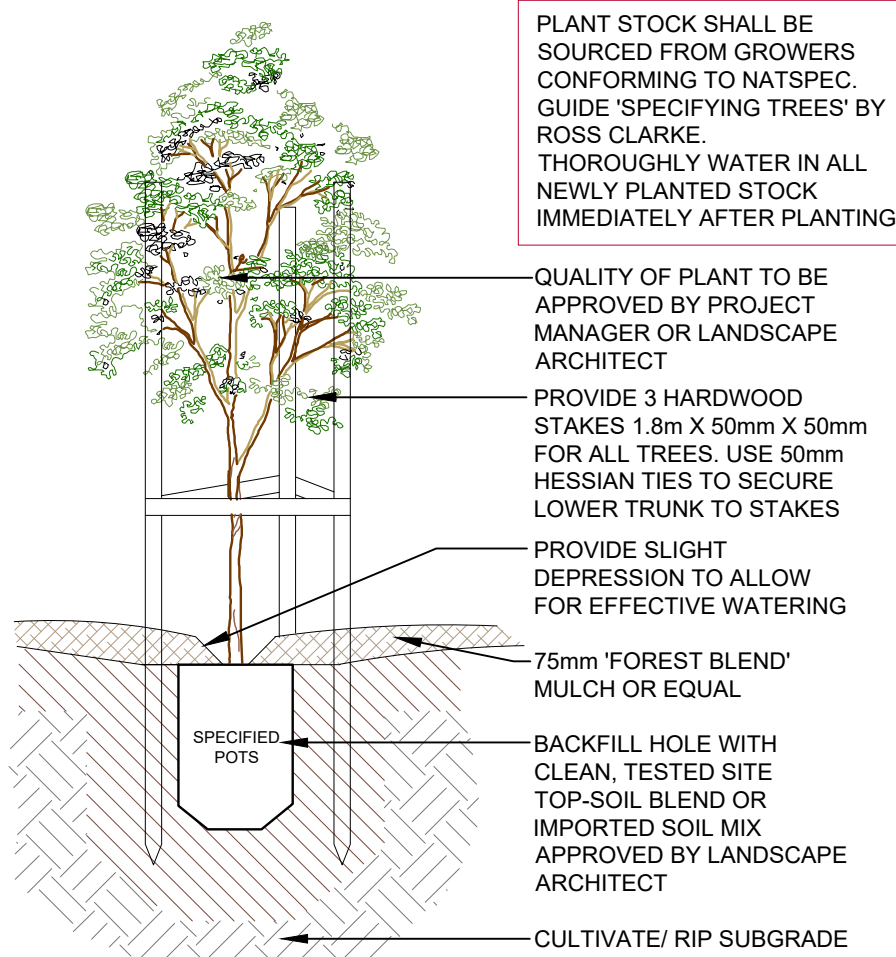 PLANT STOCK SHALL BE
SOURCED FROM GROWERS
CONFORMING TO NATSPEC.
GUIDE 'SPECIFYING TREES' BY
ROSS CLARKE.
THOROUGHLY WATER IN ALL
NEWLY PLANTED STOCK
IMMEDIATELY AFTER PLANTING
QUALITY OF PLANT TO BE
APPROVED BY PROJECT
MANAGER OR LANDSCAPE
ARCHITECT
PROVIDE 3 HARDWOOD
STAKES 1.8m X 50mm X 50mm
FOR ALL TREES. USE 50mm
HESSIAN TIES TO SECURE
LOWER TRUNK TO STAKES
PROVIDE SLIGHT
DEPRESSION TO ALLOW
FOR EFFECTIVE WATERING
75mm 'FOREST BLEND'
MULCH OR EQUAL
SPECIFIED
POTS
BACKFILL HOLE WITH
CLEAN, TESTED SITE
TOP-SOIL BLEND OR
IMPORTED SOIL MIX
APPROVED BY LANDSCAPE
ARCHITECT
CULTIVATE/ RIP SUBGRADE